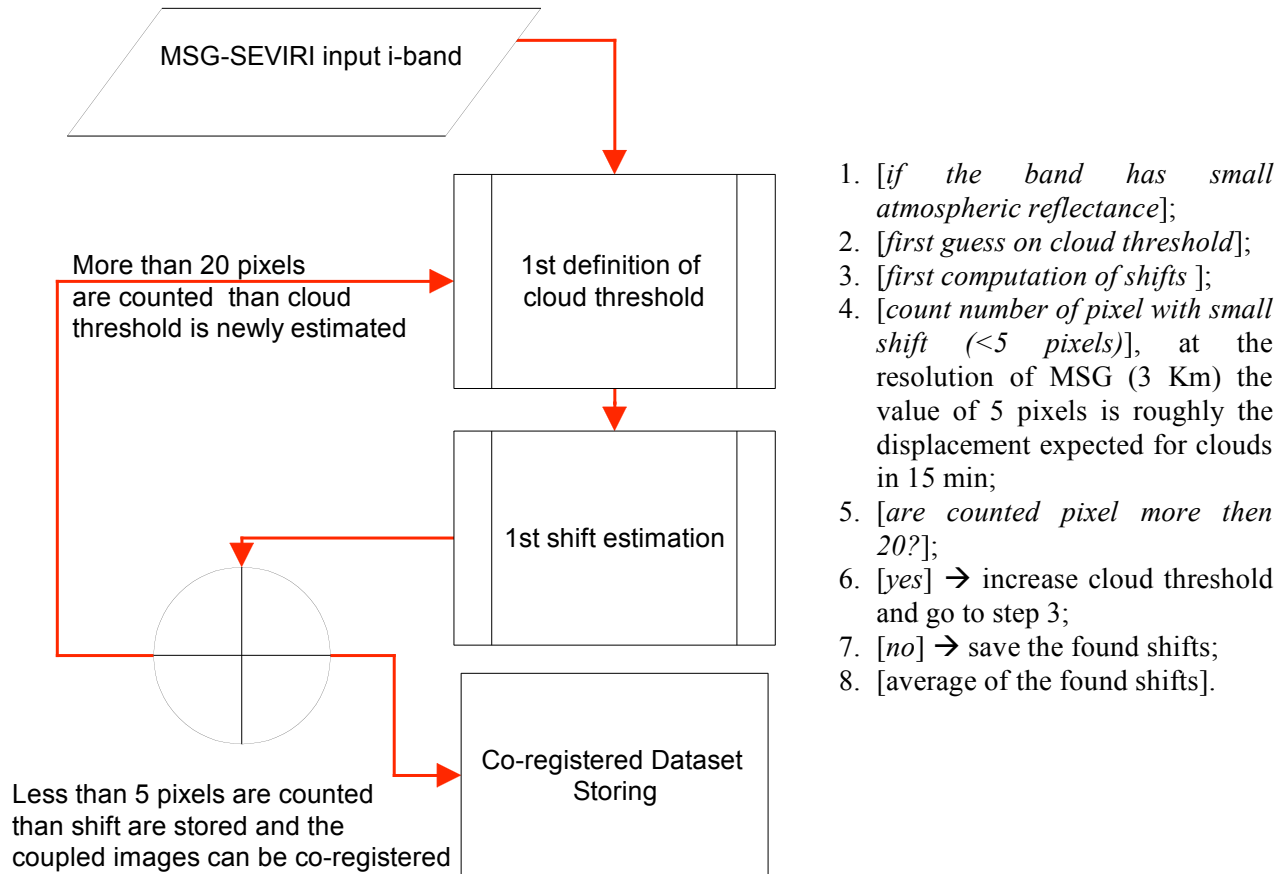 MSG-SEVIRI input i-band
1st definition of
cloud threshold
More than 20 pixels
are counted than cloud
threshold is newly estimated
1st shift estimation
Co-registered Dataset
Storing
Less than 5 pixels are counted
than shift are stored and the
coupled images can be co-registered
1. [if the band has small
atmospheric reflectance];
2. [first guess on cloud threshold];
3. [first computation of shifts ];
4. [count number of pixel with small
shift (<5 pixels)], at the
resolution of MSG (3 Km) the
value of 5 pixels is roughly the
displacement expected for clouds
in 15 min;
5. [are counted pixel more then
20?];
6. [yes] → increase cloud threshold
and go to step 3;
7. [no] → save the found shifts;
8. [average of the found shifts].